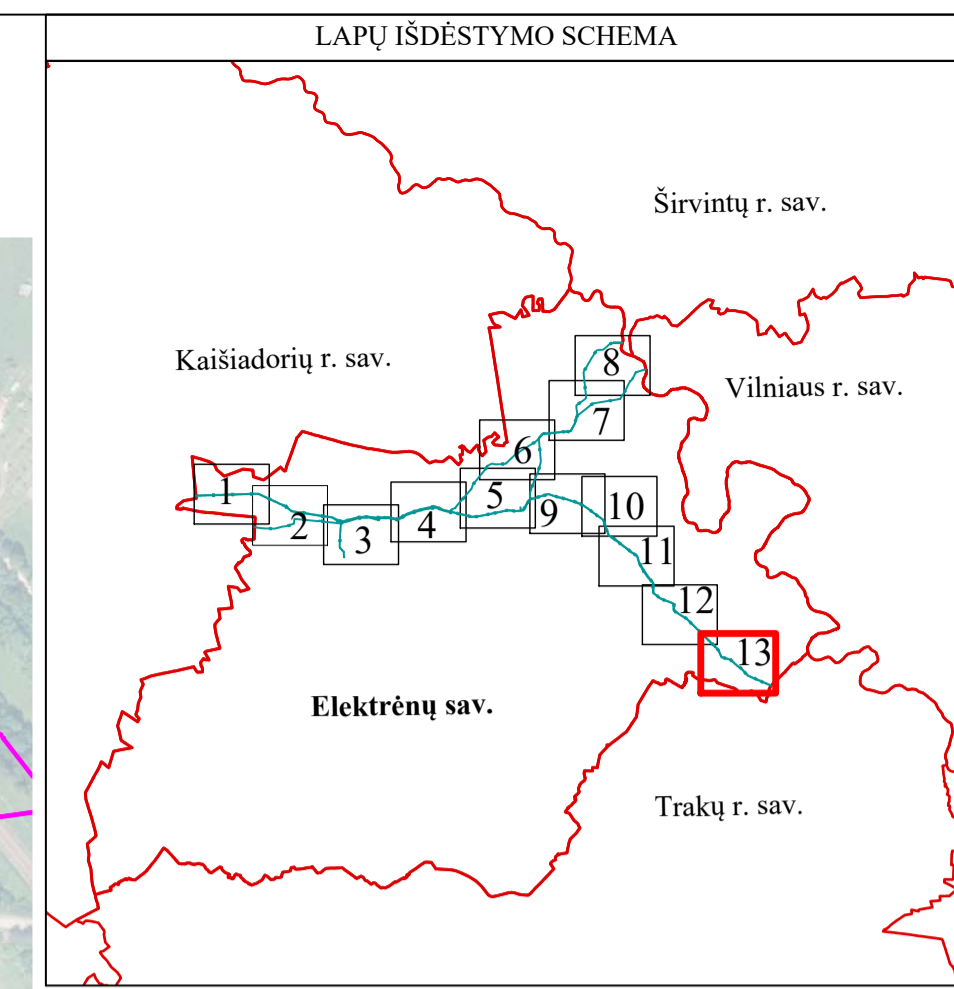 LAPŲ IŠDĖSTYMO SCHEMA
Širvintų r. sav.
Kaišiadorių r. sav.
8
Vilniaus r. sav.
7
6
1
5
2
3
4
9
10
11
12
13
Elektrėnų sav.
Trakų r. sav.